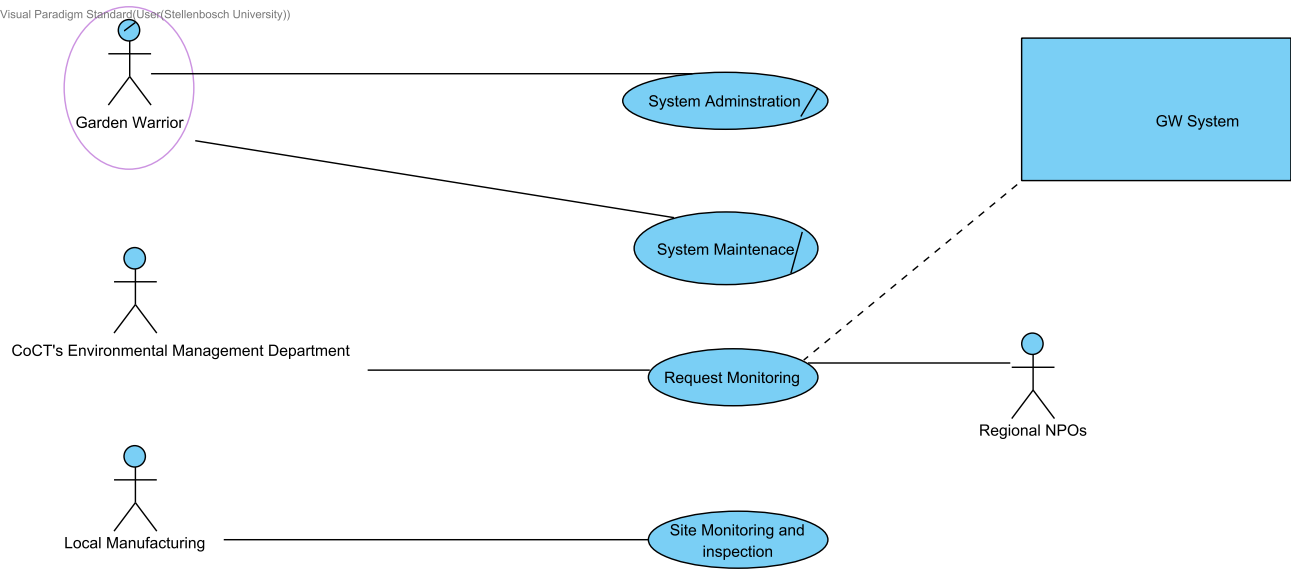 Visual Paradigm Standard(User(Stellenbosch University))
Garden Warrior
System Adminstration
GW System
System Maintenace
CoCT's Environmental Management Department
Request Monitoring
Regional NPOs
Local Manufacturing
Site Monitoring and
inspection